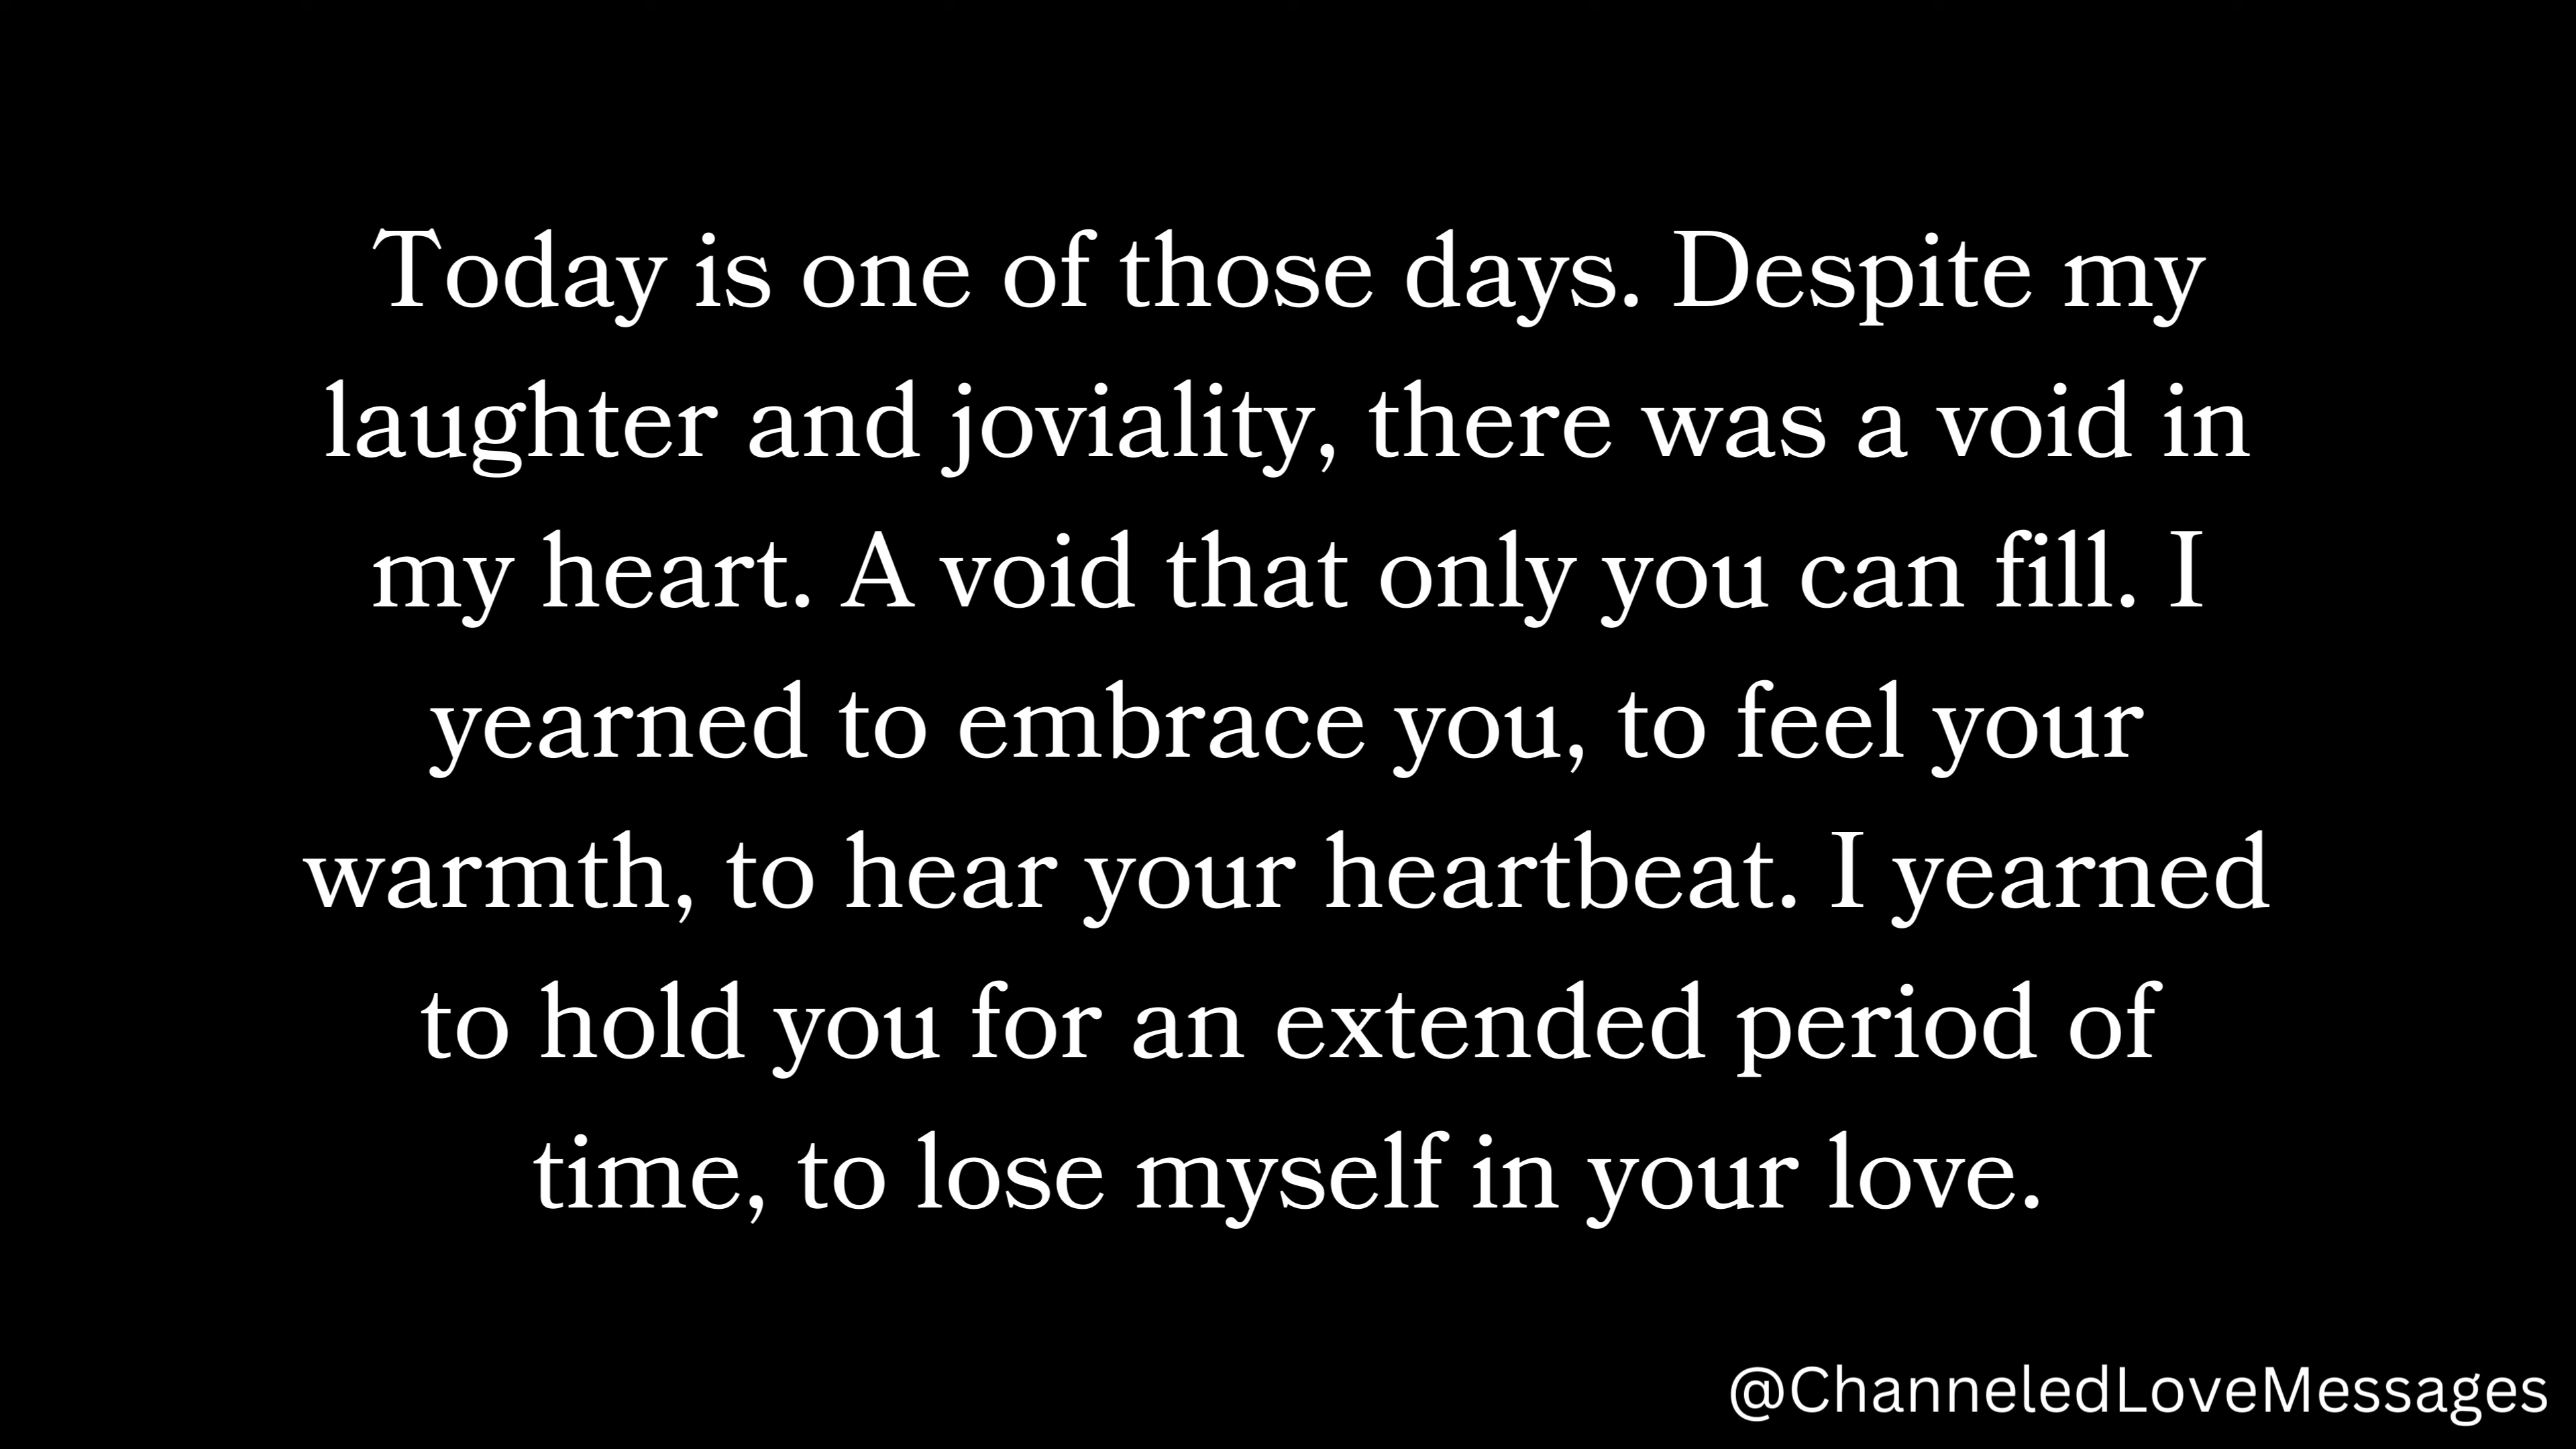 Today is one of those days. Despite my
laughter and joviality, there was a void in
my heart. A void that only you can fill. I
yearned to embrace you, to feel your
warmth, to hear your heartbeat. I yearned
to hold you for an extended period of
time, to lose myself in your love.
@ChanneledLoveMessages